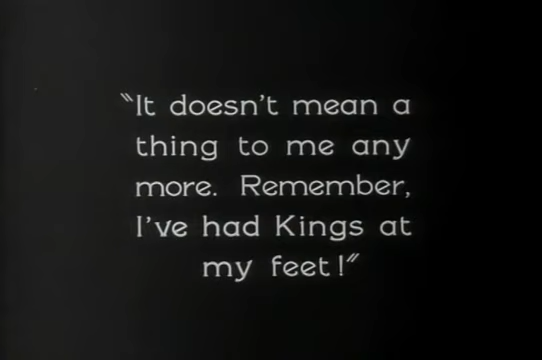 "It doesn't mean a
thing to me any
more. Remember,
I've had Kings at
my feet!"